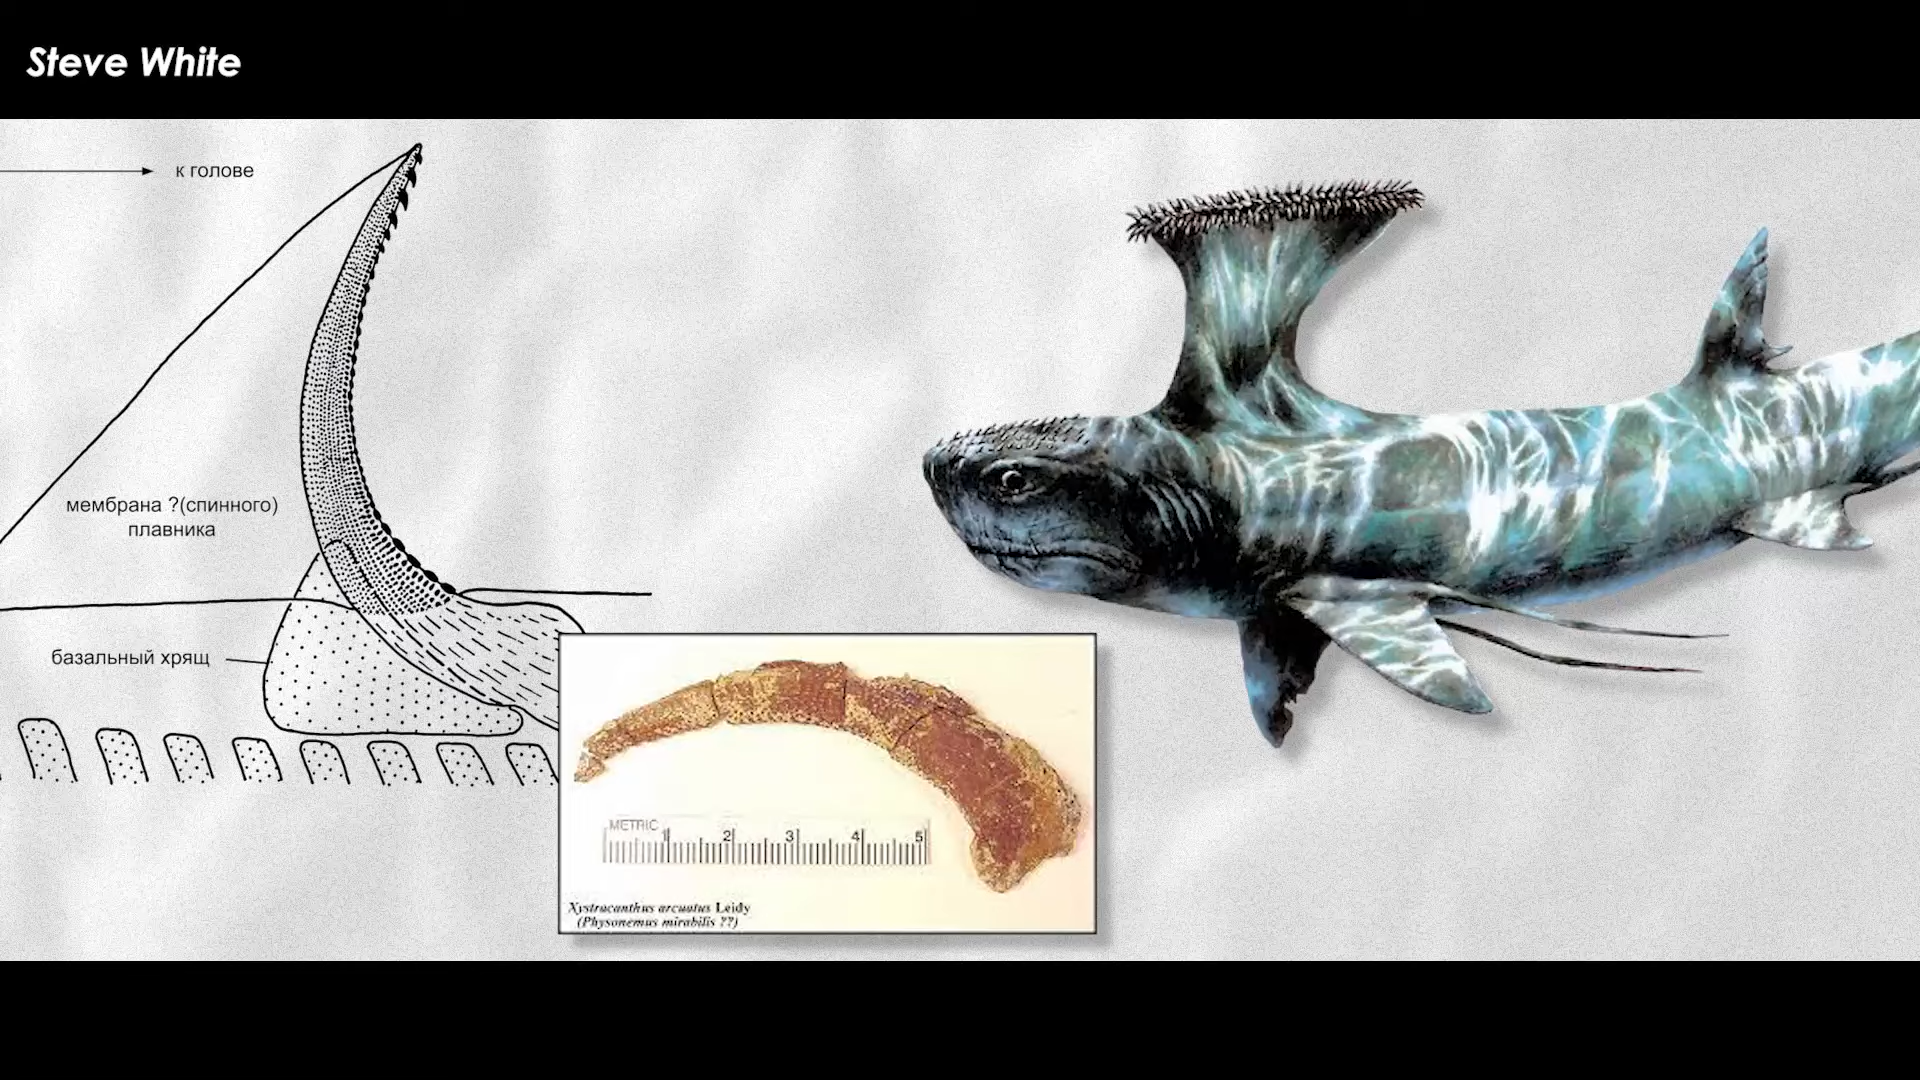 Steve White
к голове
мембрана ?(спинного)
плавника
базальный хрящ
METRIC
1 2 3 4 5
Xystracanthus arcuatus Leidy
(Physonemus mirabilis ??)